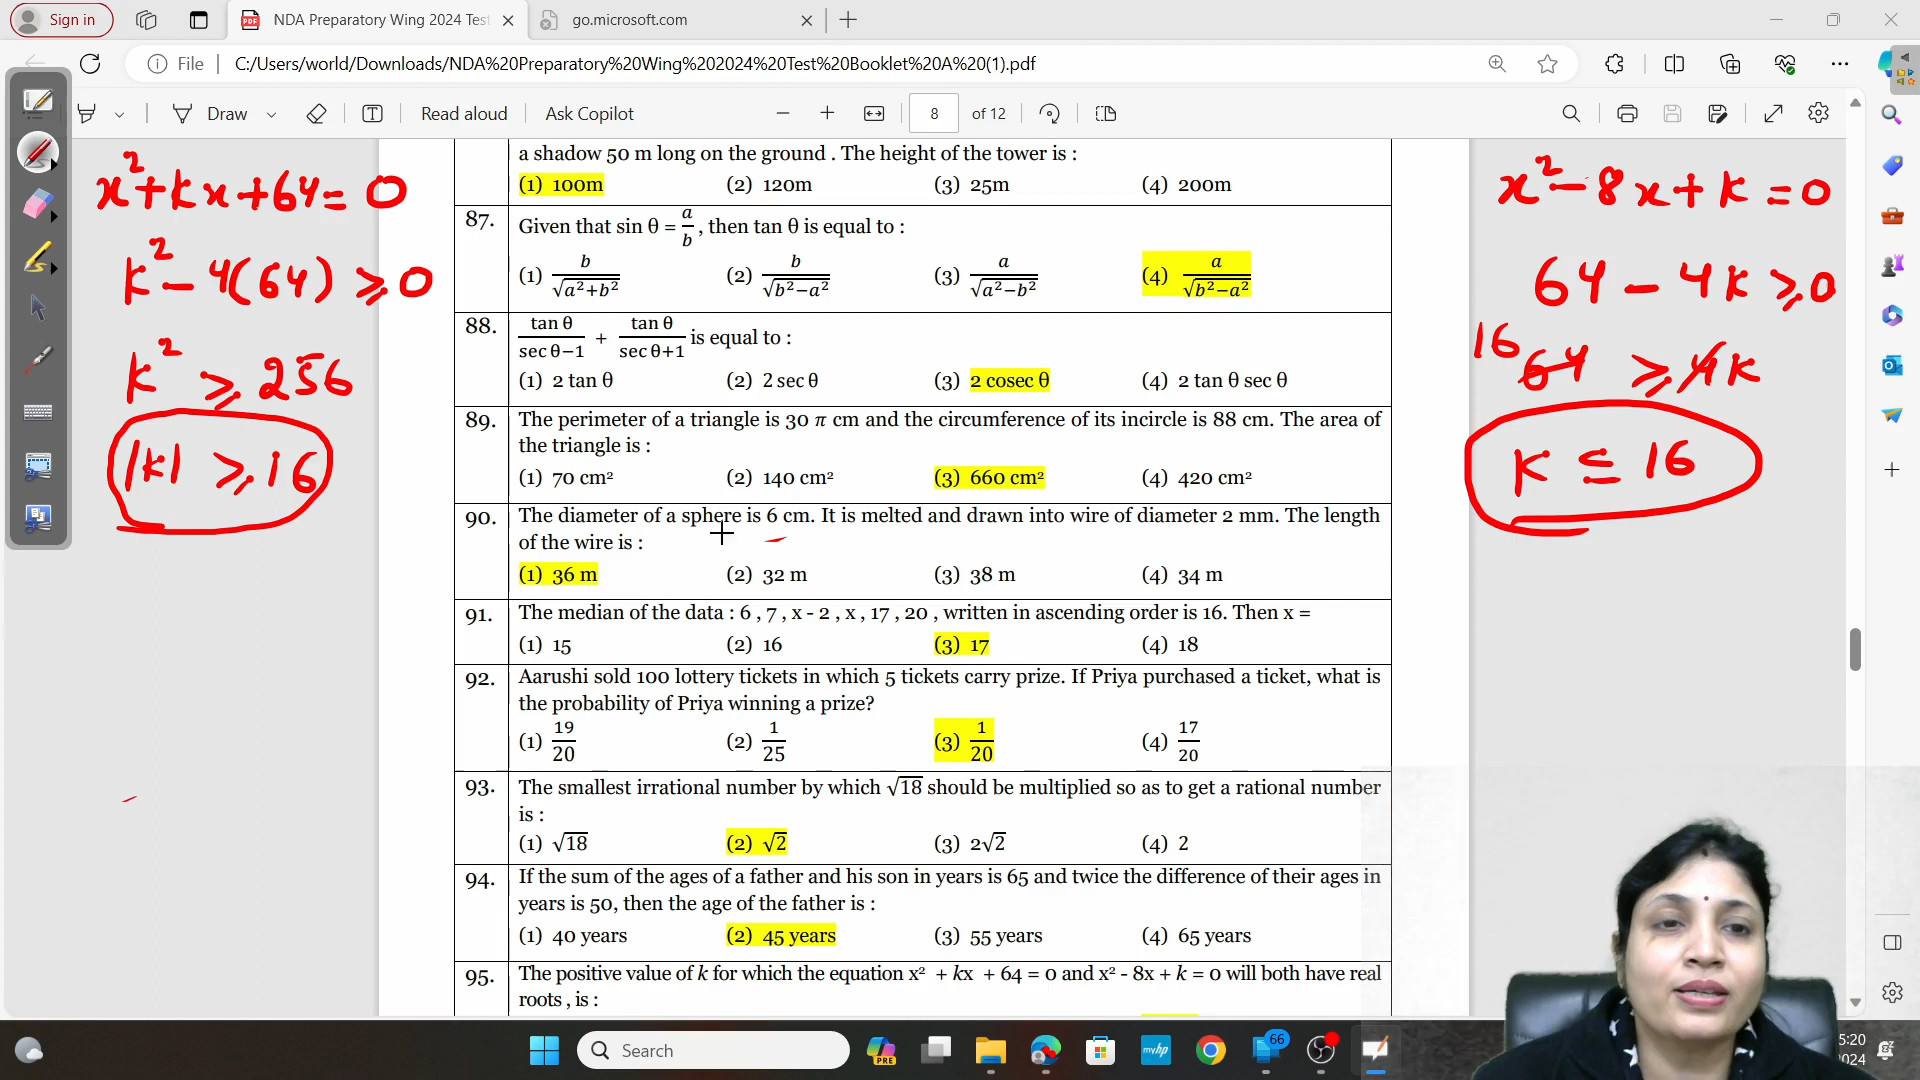 Sign in
NDA Preparatory Wing 2024 Test
go.microsoft.com
File
C:/Users/world/Downloads/NDA%20Preparatory%20Wing%202024%20Test%20Booklet%20A%20(1).pdf
Draw
Read aloud
Ask Copilot
8 of 12
x²+kx+64=0
k²-4(64)⩾0
k²⩾256
|k|⩾16
x²-8x+k=0
64-4k⩾0
16
64⩾4k
k≤16
a shadow 50 m long on the ground . The height of the tower is :
(1) 100m (2) 120m (3) 25m (4) 200m
87. Given that sin θ = a/b , then tan θ is equal to :
(1) b/√(a²+b²) (2) b/√(b²−a²) (3) a/√(a²−b²) (4) a/√(b²−a²)
88. tan θ/(sec θ−1) + tan θ/(sec θ+1) is equal to :
(1) 2 tan θ (2) 2 sec θ (3) 2 cosec θ (4) 2 tan θ sec θ
89. The perimeter of a triangle is 30 π cm and the circumference of its incircle is 88 cm. The area of
the triangle is :
(1) 70 cm² (2) 140 cm² (3) 660 cm² (4) 420 cm²
90. The diameter of a sphere is 6 cm. It is melted and drawn into wire of diameter 2 mm. The length
of the wire is :
(1) 36 m (2) 32 m (3) 38 m (4) 34 m
91. The median of the data : 6 , 7 , x - 2 , x , 17 , 20 , written in ascending order is 16. Then x =
(1) 15 (2) 16 (3) 17 (4) 18
92. Aarushi sold 100 lottery tickets in which 5 tickets carry prize. If Priya purchased a ticket, what is
the probability of Priya winning a prize?
(1) 19/20 (2) 1/25 (3) 1/20 (4) 17/20
93. The smallest irrational number by which √18 should be multiplied so as to get a rational number
is :
(1) √18 (2) √2 (3) 2√2 (4) 2
94. If the sum of the ages of a father and his son in years is 65 and twice the difference of their ages in
years is 50, then the age of the father is :
(1) 40 years (2) 45 years (3) 55 years (4) 65 years
95. The positive value of k for which the equation x² + kx + 64 = 0 and x² - 8x + k = 0 will both have real
roots , is :
Search
PRE
myhp
66
5:20
024